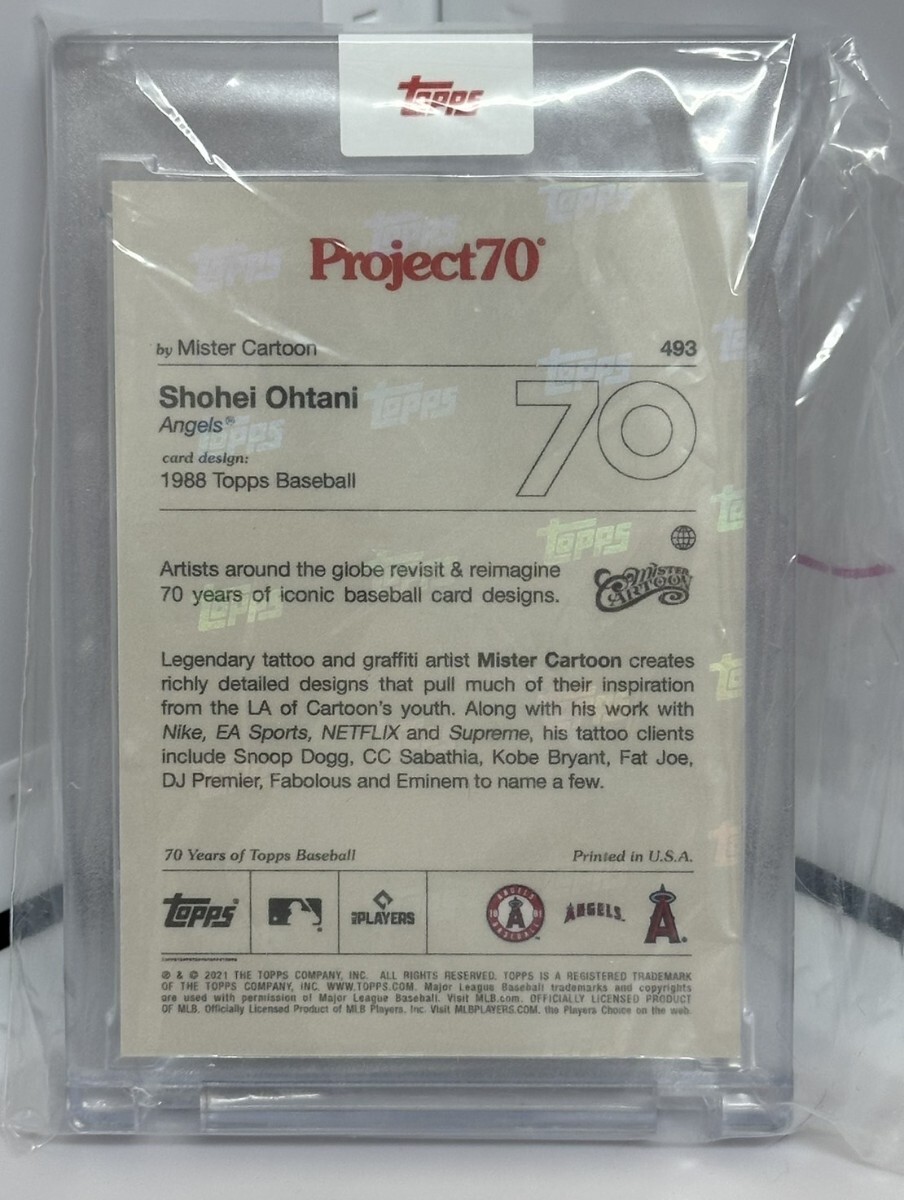 TOPPS
Project70®
by Mister Cartoon 493
Shohei Ohtani
Angels®
card design:
1988 Topps Baseball
70
Artists around the globe revisit & reimagine
70 years of iconic baseball card designs.
MISTER
CARTOON
Legendary tattoo and graffiti artist Mister Cartoon creates
richly detailed designs that pull much of their inspiration
from the LA of Cartoon's youth. Along with his work with
Nike, EA Sports, NETFLIX and Supreme, his tattoo clients
include Snoop Dogg, CC Sabathia, Kobe Bryant, Fat Joe,
DJ Premier, Fabolous and Eminem to name a few.
70 Years of Topps Baseball Printed in U.S.A.
TOPPS PLAYERS ANGELS BASEBALL ANGELS A
® & © 2021 THE TOPPS COMPANY, INC. ALL RIGHTS RESERVED. TOPPS IS A REGISTERED TRADEMARK
OF THE TOPPS COMPANY, INC. WWW.TOPPS.COM. Major League Baseball trademarks and copyrights
are used with permission of Major League Baseball. Visit MLB.com. OFFICIALLY LICENSED PRODUCT
OF MLB. Officially Licensed Product of MLB Players, Inc. Visit MLBPLAYERS.COM, the Players Choice on the web.